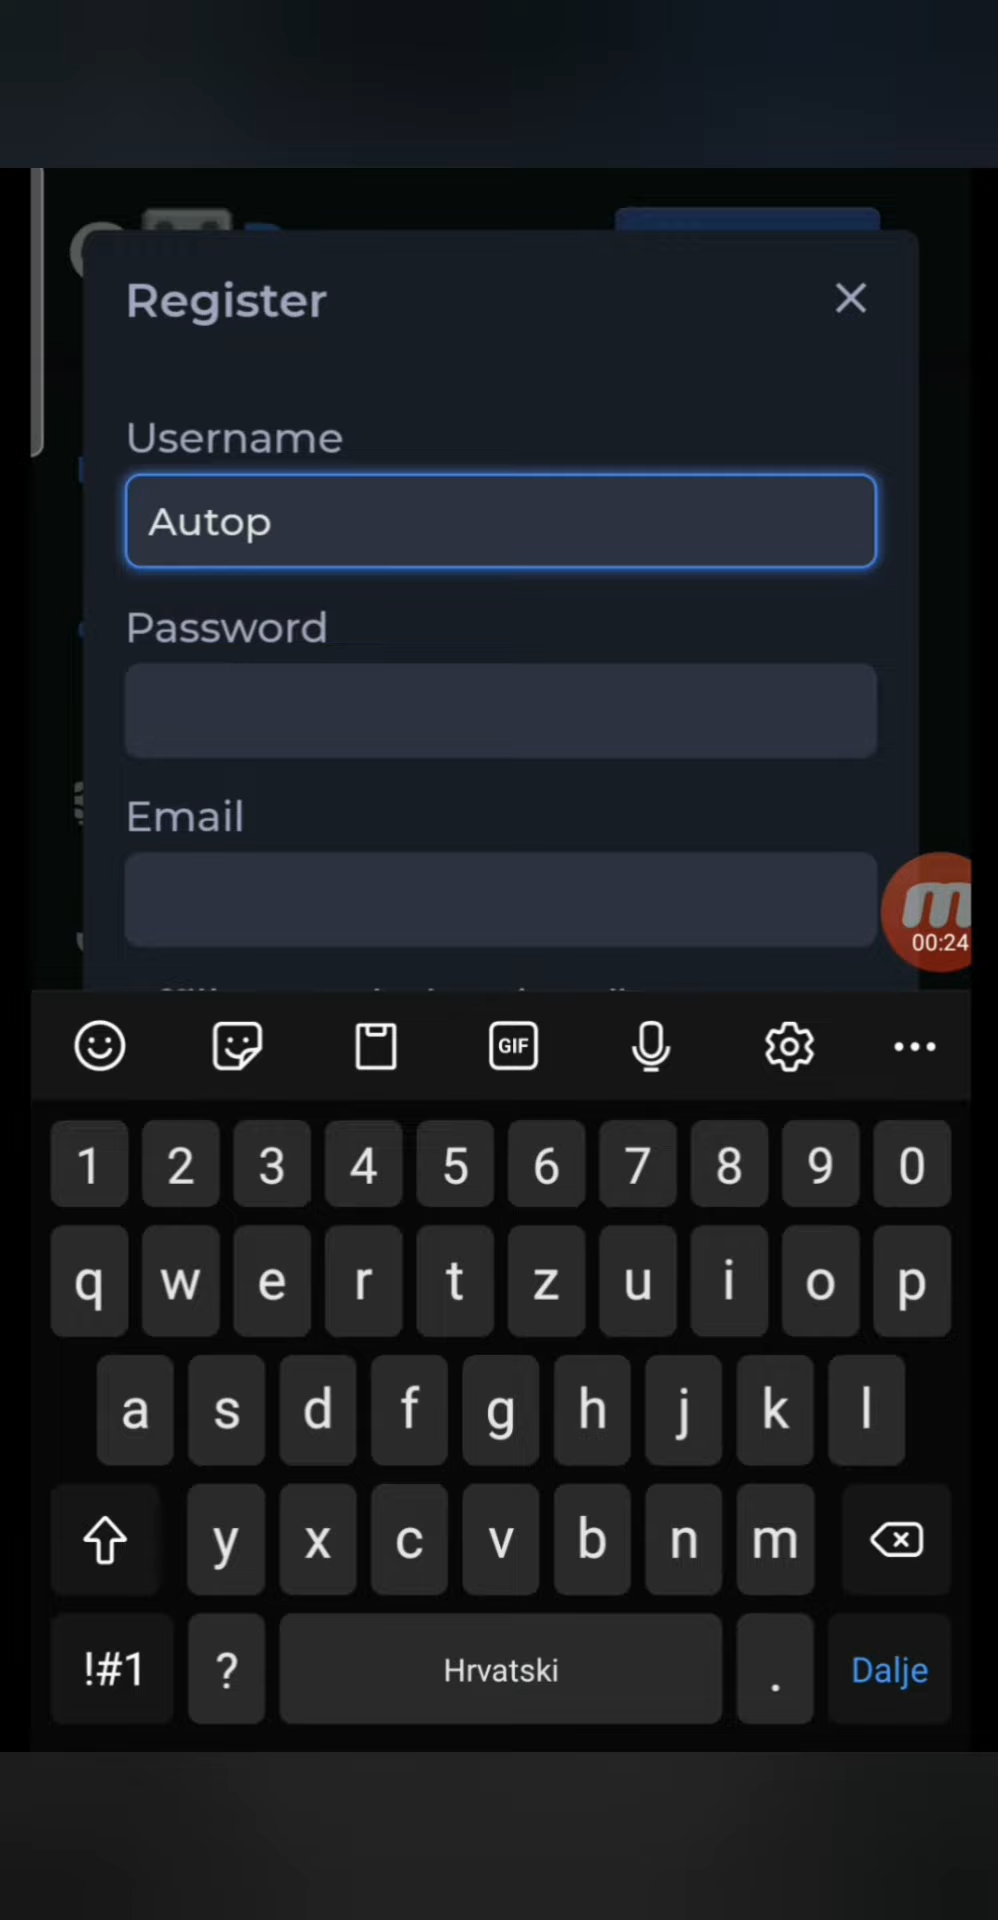 Register
Username
Autop
Password
Email
m
00:24
GIF
1 2 3 4 5 6 7 8 9 0
q w e r t z u i o p
a s d f g h j k l
y x c v b n m
!#1 ? Hrvatski . Dalje